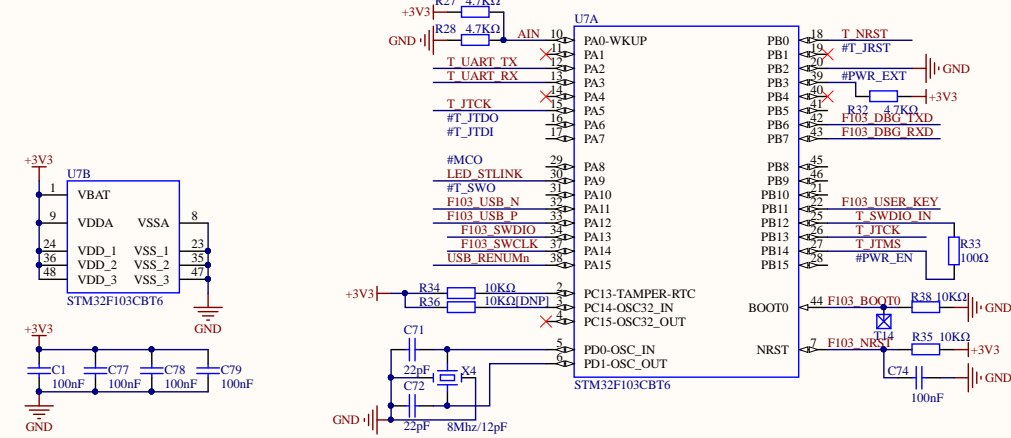 R27 4.7KΩ
+3V3
R28 4.7KΩ
GND
AIN
U7A
10 PA0-WKUP
11 PA1
T_UART_TX 12 PA2
T_UART_RX 13 PA3
14 PA4
T_JTCK 15 PA5
#T_JTDO 16 PA6
#T_JTDI 17 PA7
#MCO 29 PA8
LED_STLINK 30 PA9
#T_SWO 31 PA10
F103_USB_N 32 PA11
F103_USB_P 33 PA12
F103_SWDIO 34 PA13
F103_SWCLK 37 PA14
USB_RENUMn 38 PA15
+3V3 R34 10KΩ 2 PC13-TAMPER-RTC
R36 10KΩ[DNP] 3 PC14-OSC32_IN
4 PC15-OSC32_OUT
5 PD0-OSC_IN
6 PD1-OSC_OUT
STM32F103CBT6
PB0 18 T_NRST
PB1 19 #T_JRST
PB2 20 GND
PB3 39 #PWR_EXT
PB4 40 +3V3
R32 4.7KΩ
PB5 41
PB6 42 F103_DBG_TXD
PB7 43 F103_DBG_RXD
PB8 45
PB9 46
PB10 21
PB11 22 F103_USER_KEY
PB12 25 T_SWDIO_IN
PB13 26 T_JTCK
PB14 27 T_JTMS
PB15 28 #PWR_EN
R33
100Ω
BOOT0 44 F103_BOOT0 R38 10KΩ GND
T14
NRST 7 F103_NRST R35 10KΩ +3V3
C74 GND
100nF
C71
22pF
X4
C72
GND
22pF 8Mhz/12pF
+3V3
U7B
1 VBAT
9 VDDA VSSA 8
24 VDD_1 VSS_1 23
36 VDD_2 VSS_2 35
48 VDD_3 VSS_3 47
STM32F103CBT6
GND
+3V3
C1 C77 C78 C79
100nF 100nF 100nF 100nF
GND